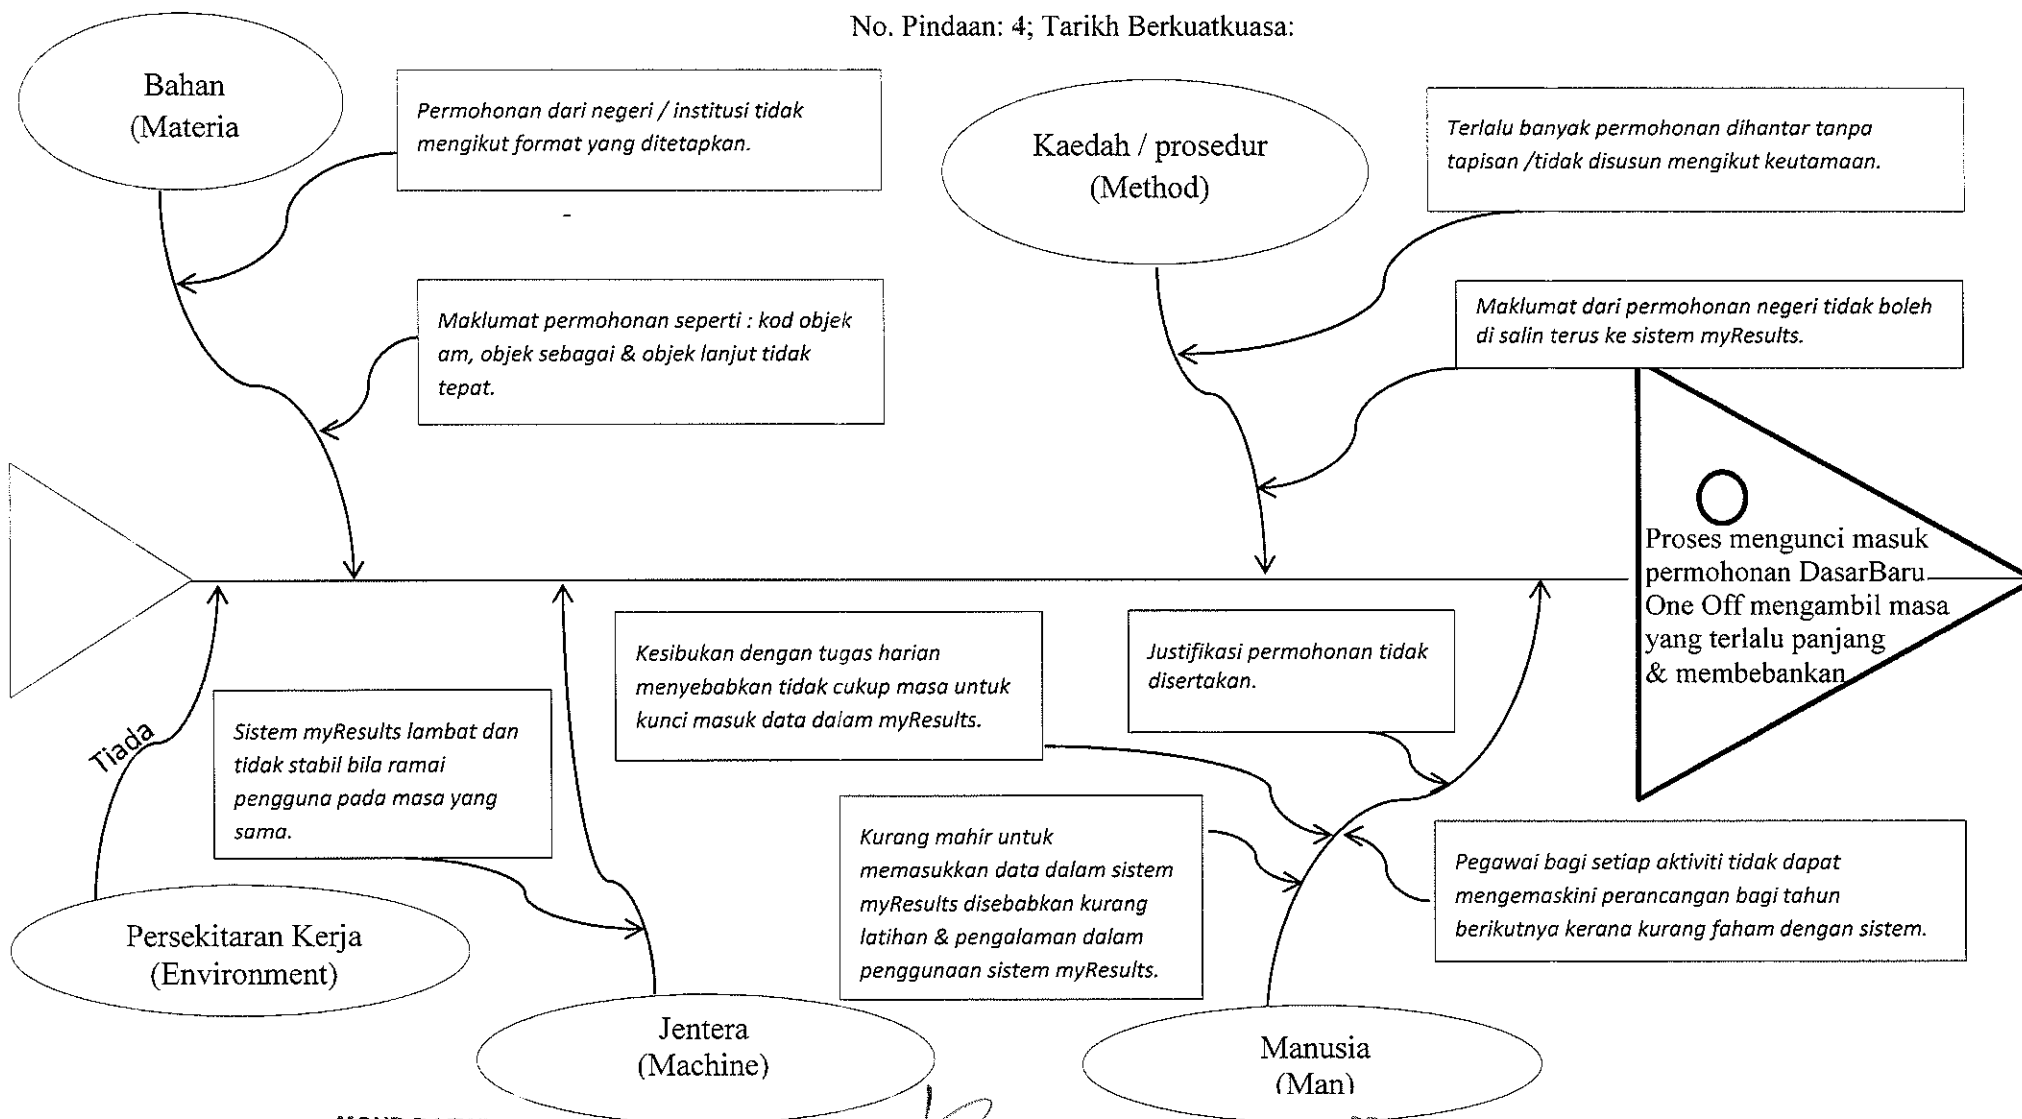 No. Pindaan: 4; Tarikh Berkuatkuasa:
Bahan
(Materia
Permohonan dari negeri / institusi tidak
mengikut format yang ditetapkan.
Kaedah / prosedur
(Method)
Terlalu banyak permohonan dihantar tanpa
tapisan /tidak disusun mengikut keutamaan.
Maklumat permohonan seperti : kod objek
am, objek sebagai & objek lanjut tidak
tepat.
Maklumat dari permohonan negeri tidak boleh
di salin terus ke sistem myResults.
Proses mengunci masuk
permohonan DasarBaru
One Off mengambil masa
yang terlalu panjang
& membebankan
Tiada
Sistem myResults lambat dan
tidak stabil bila ramai
pengguna pada masa yang
sama.
Kesibukan dengan tugas harian
menyebabkan tidak cukup masa untuk
kunci masuk data dalam myResults.
Justifikasi permohonan tidak
disertakan.
Kurang mahir untuk
memasukkan data dalam sistem
myResults disebabkan kurang
latihan & pengalaman dalam
penggunaan sistem myResults.
Pegawai bagi setiap aktiviti tidak dapat
mengemaskini perancangan bagi tahun
berikutnya kerana kurang faham dengan sistem.
Persekitaran Kerja
(Environment)
Jentera
(Machine)
Manusia
(Man)